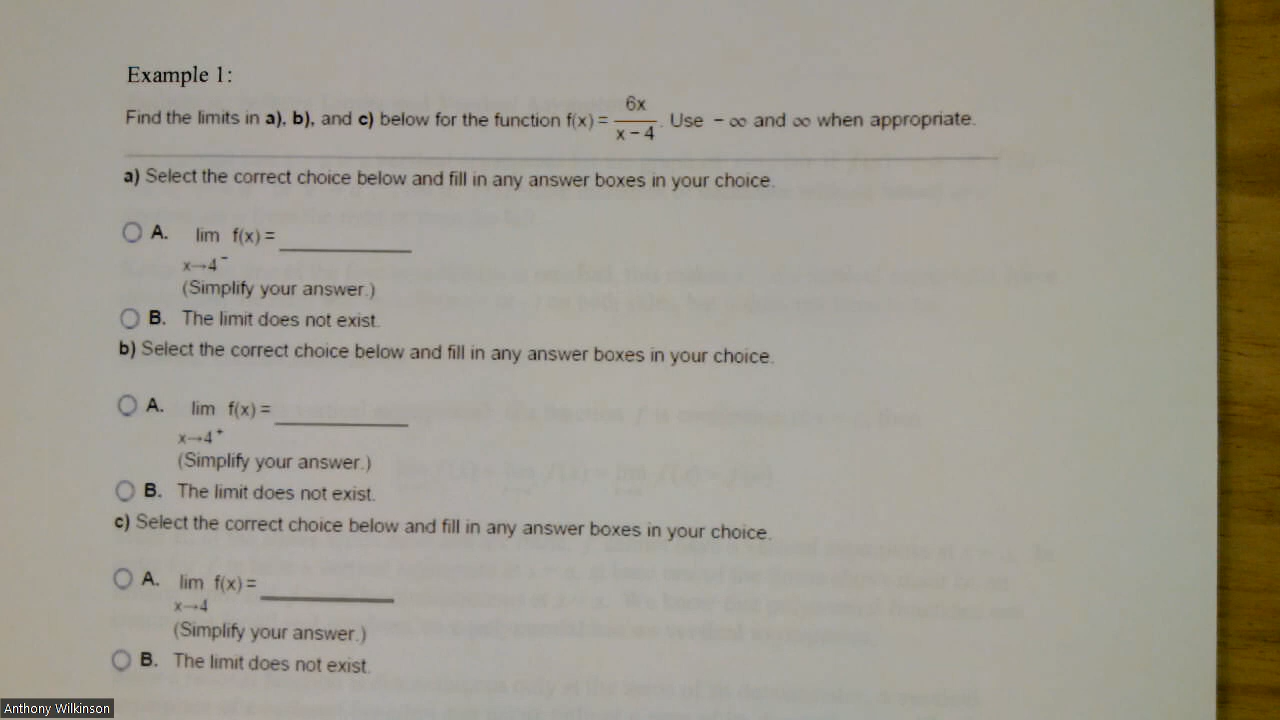 Example 1:
Find the limits in a), b), and c) below for the function f(x) = 6x / x − 4 . Use − ∞ and ∞ when appropriate.
a) Select the correct choice below and fill in any answer boxes in your choice.
A. lim f(x) = ________
x→4⁻
(Simplify your answer.)
B. The limit does not exist.
b) Select the correct choice below and fill in any answer boxes in your choice.
A. lim f(x) = ________
x→4⁺
(Simplify your answer.)
B. The limit does not exist.
c) Select the correct choice below and fill in any answer boxes in your choice.
A. lim f(x) = ________
x→4
(Simplify your answer.)
B. The limit does not exist.
Anthony Wilkinson